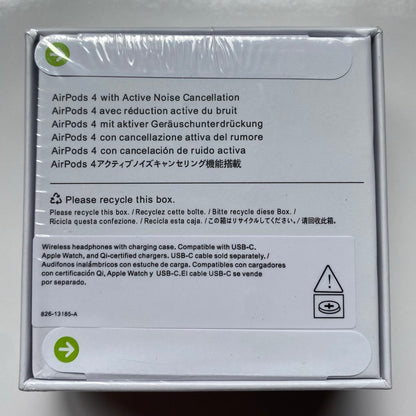 AirPods 4 with Active Noise Cancellation
AirPods 4 avec réduction active du bruit
AirPods 4 mit aktiver Geräuschunterdrückung
AirPods 4 con cancellazione attiva del rumore
AirPods 4 con cancelación de ruido activa
AirPods 4アクティブノイズキャンセリング機能搭載
Please recycle this box.
Please recycle this box. / Recyclez cette boîte. / Bitte recycle diese Box. /
Ricicla questa confezione. / Recicla esta caja. / この箱はリサイクルしてください。/请回收此箱。
Wireless headphones with charging case. Compatible with USB-C.
Apple Watch, and Qi-certified chargers. USB-C cable sold separately. /
Audífonos inalámbricos con estuche de carga. Compatibles con cargadores
con certificación Qi, Apple Watch y USB-C.El cable USB-C se vende
por separado.
826-13185-A